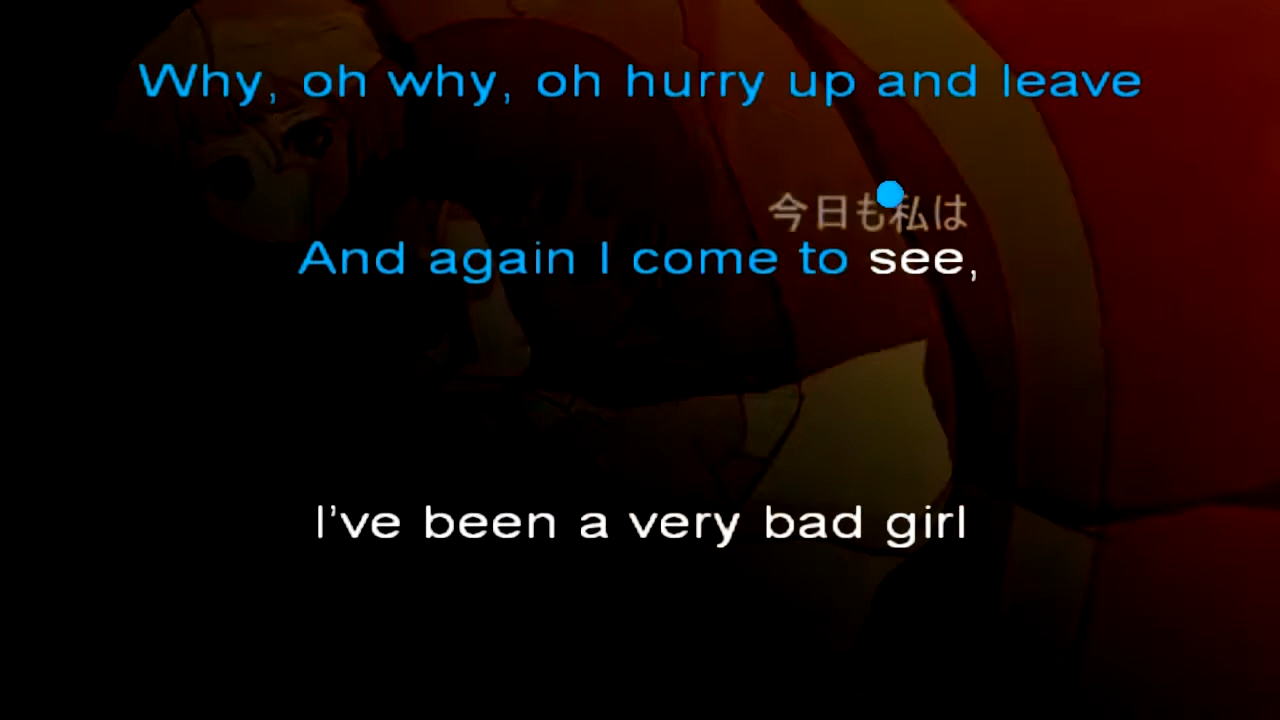 Why, oh why, oh hurry up and leave
今日も私は
And again I come to see,
I've been a very bad girl